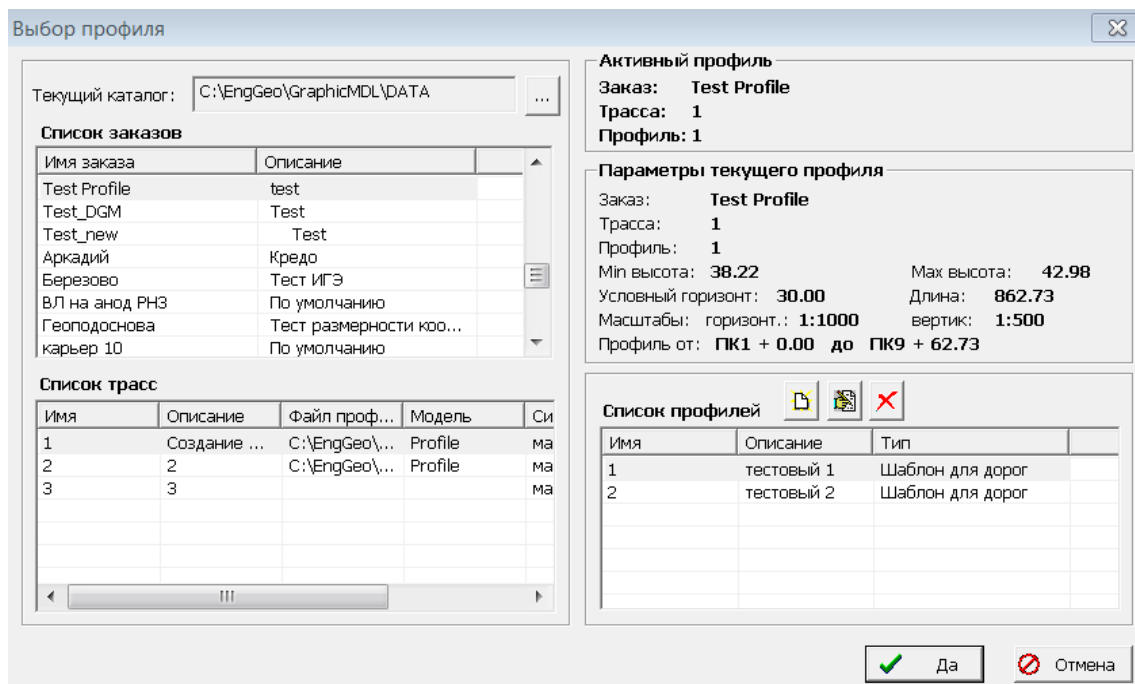 Выбор профиля
Текущий каталог: C:\EngGeo\GraphicMDL\DATA ...
Список заказов
Имя заказа Описание
Test Profile test
Test_DGM Test
Test_new Test
Аркадий Кредо
Березово Тест ИГЭ
ВЛ на анод РНЗ По умолчанию
Геоподоснова Тест размерности коо...
карьер 10 По умолчанию
Список трасс
Имя Описание Файл проф... Модель Си
1 Создание ... C:\EngGeo\... Profile ма
2 2 C:\EngGeo\... Profile ма
3 3 ма
Активный профиль
Заказ: Test Profile
Трасса: 1
Профиль: 1
Параметры текущего профиля
Заказ: Test Profile
Трасса: 1
Профиль: 1
Min высота: 38.22 Max высота: 42.98
Условный горизонт: 30.00 Длина: 862.73
Масштабы: горизонт.: 1:1000 вертик: 1:500
Профиль от: ПК1 + 0.00 до ПК9 + 62.73
Список профилей
Имя Описание Тип
1 тестовый 1 Шаблон для дорог
2 тестовый 2 Шаблон для дорог
Да Отмена